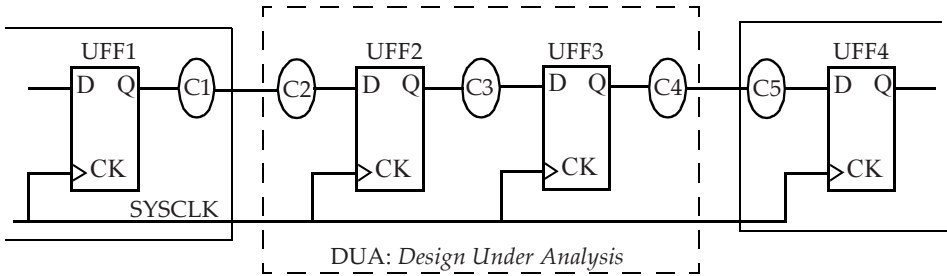 UFF1 UFF2 UFF3 UFF4
D Q C1 C2 D Q C3 D Q C4 C5 D Q
CK CK CK CK
SYSCLK
DUA: Design Under Analysis